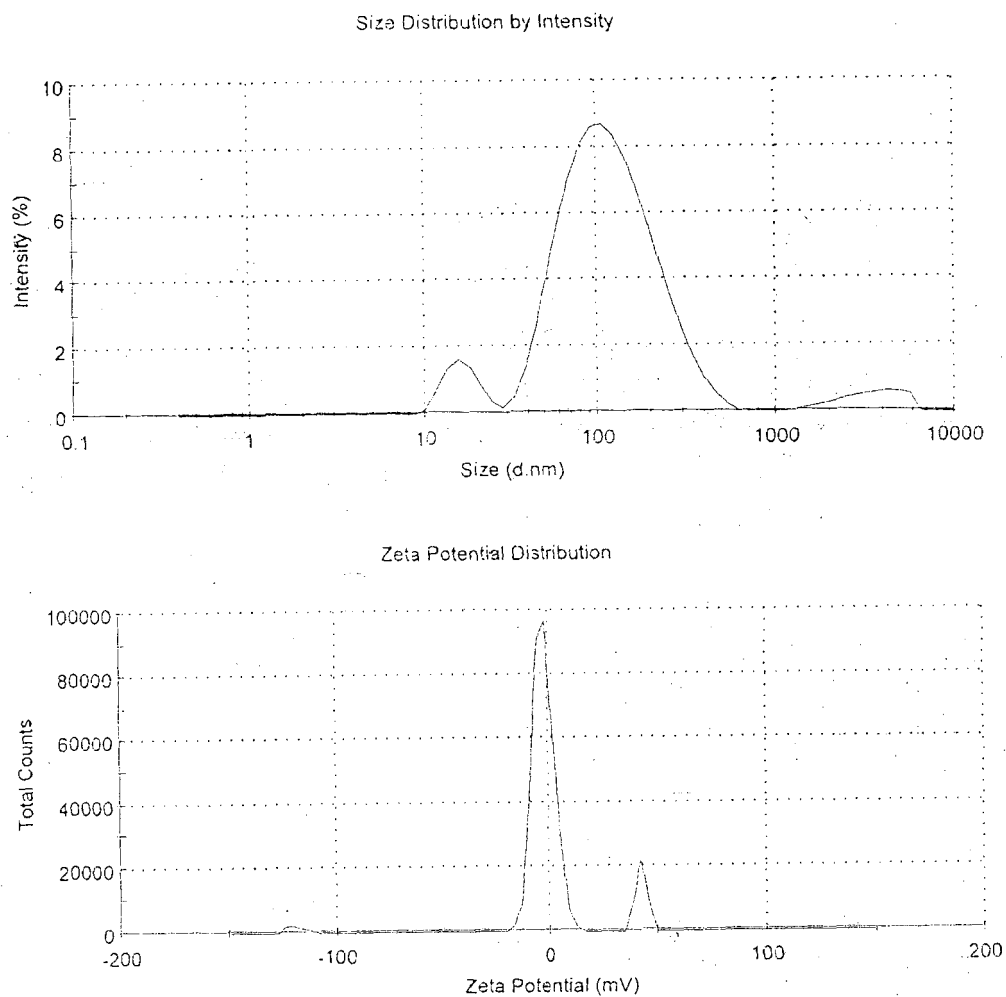 Size Distribution by Intensity
10
8
6
4
2
0
Intensity (%)
0.1 1 10 100 1000 10000
Size (d.nm)
Zeta Potential Distribution
100000
80000
60000
40000
20000
0
Total Counts
-200 -100 0 100 200
Zeta Potential (mV)